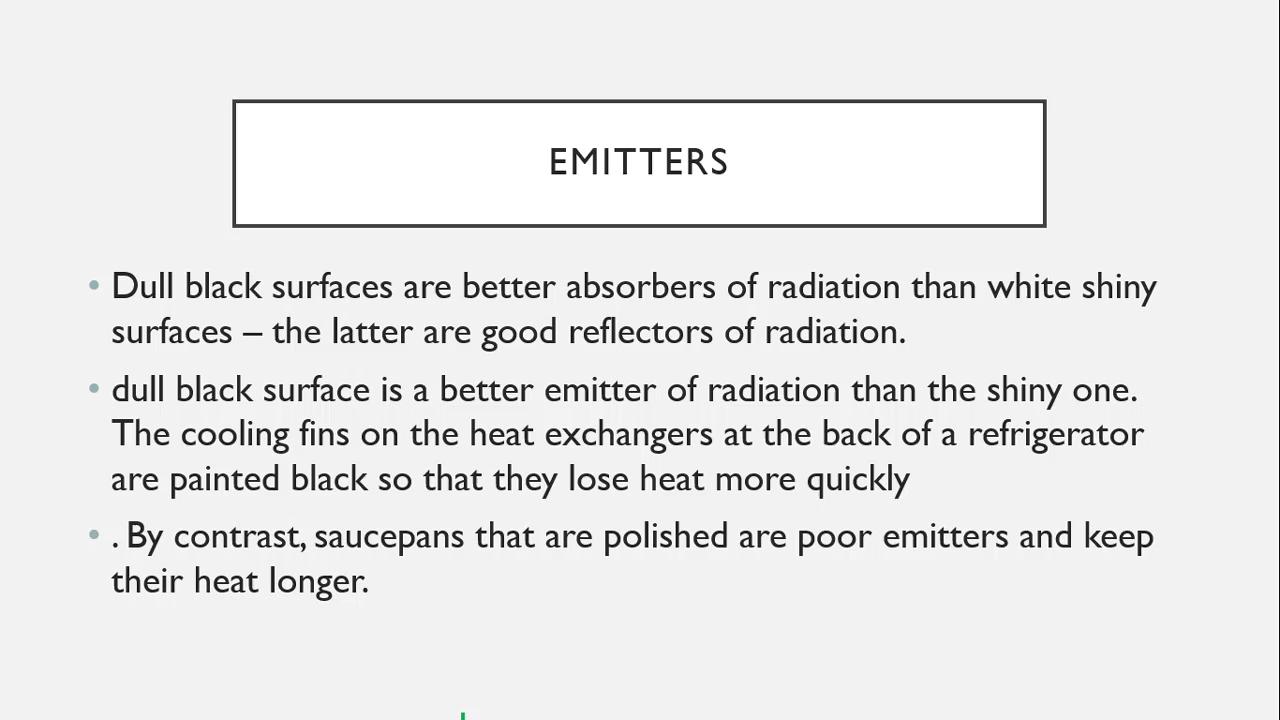 EMITTERS
• Dull black surfaces are better absorbers of radiation than white shiny
surfaces – the latter are good reflectors of radiation.
• dull black surface is a better emitter of radiation than the shiny one.
The cooling fins on the heat exchangers at the back of a refrigerator
are painted black so that they lose heat more quickly
• . By contrast, saucepans that are polished are poor emitters and keep
their heat longer.